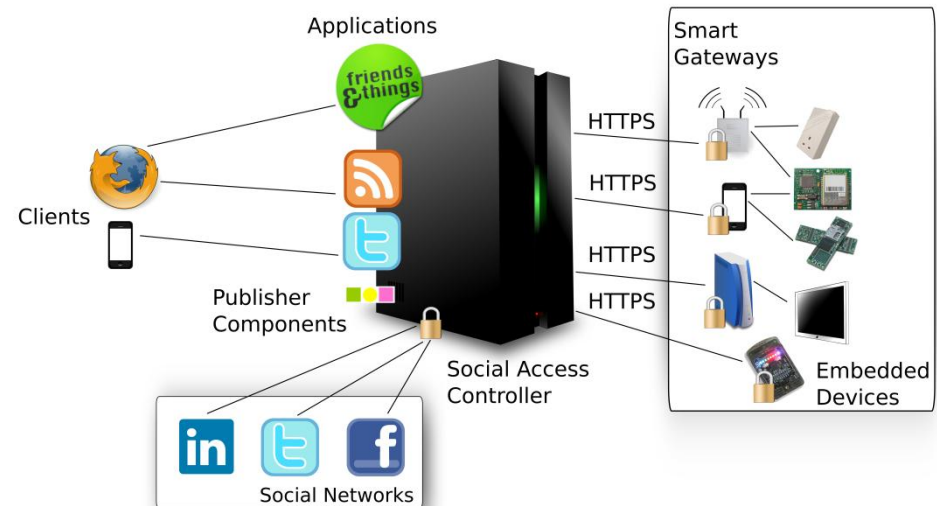 Applications
friends
&things
Clients
Publisher
Components
Social Access
Controller
in
t
f
Social Networks
HTTPS
HTTPS
HTTPS
HTTPS
t
Smart
Gateways
Embedded
Devices